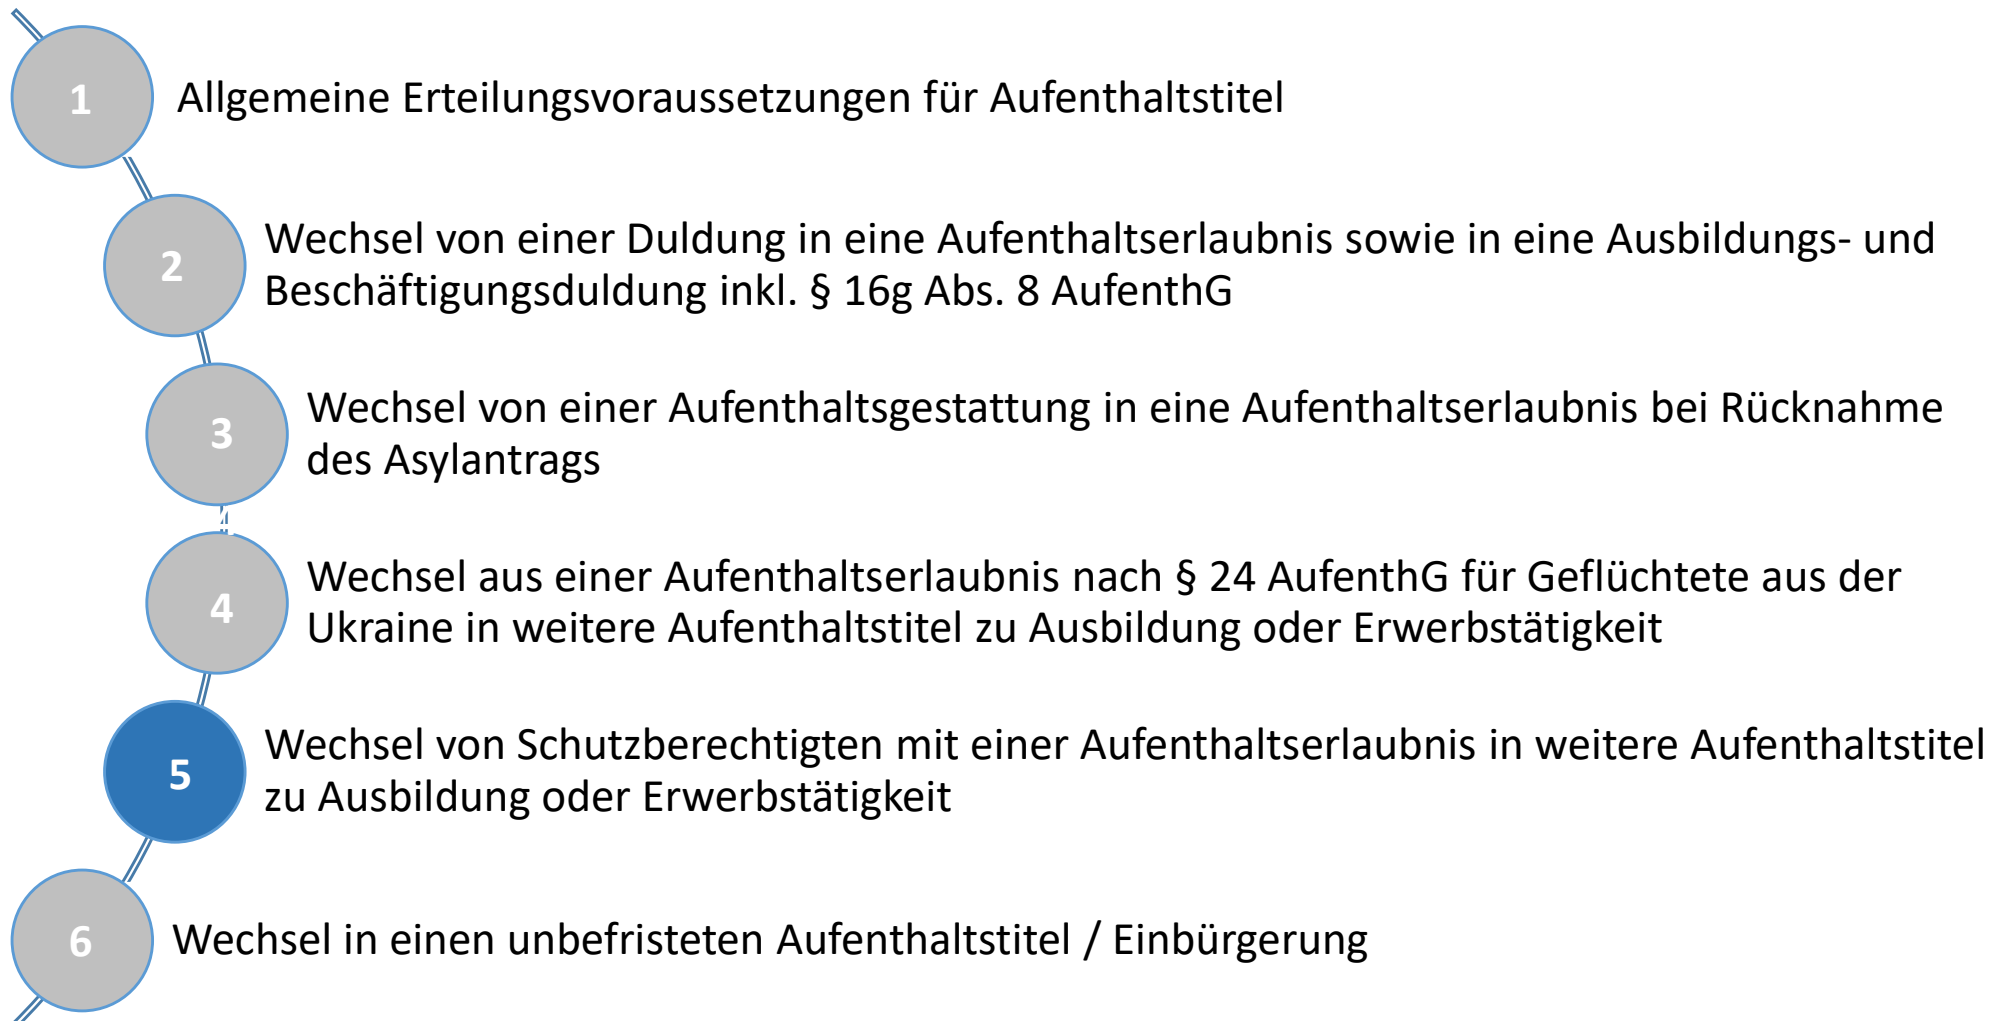 1
Allgemeine Erteilungsvoraussetzungen für Aufenthaltstitel
2
Wechsel von einer Duldung in eine Aufenthaltserlaubnis sowie in eine Ausbildungs- und
Beschäftigungsduldung inkl. § 16g Abs. 8 AufenthG
3
Wechsel von einer Aufenthaltsgestattung in eine Aufenthaltserlaubnis bei Rücknahme
des Asylantrags
4
4
Wechsel aus einer Aufenthaltserlaubnis nach § 24 AufenthG für Geflüchtete aus der
Ukraine in weitere Aufenthaltstitel zu Ausbildung oder Erwerbstätigkeit
5
Wechsel von Schutzberechtigten mit einer Aufenthaltserlaubnis in weitere Aufenthaltstitel
zu Ausbildung oder Erwerbstätigkeit
6
Wechsel in einen unbefristeten Aufenthaltstitel / Einbürgerung